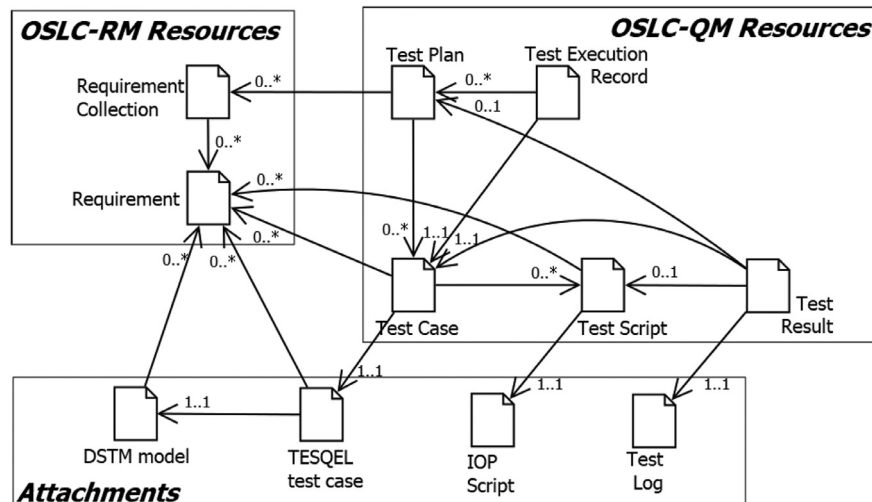 OSLC-RM Resources
OSLC-QM Resources
Test Plan
Test Execution
Record
Requirement
Collection
0..*
0..*
0..1
0..*
Requirement
0..*
0..*
0..*
1..1
1..1
0..*
0..*
0..*
0..1
Test Case
Test Script
Test
Result
1..1
1..1
1..1
1..1
DSTM model
TESQEL
test case
IOP
Script
Test
Log
Attachments